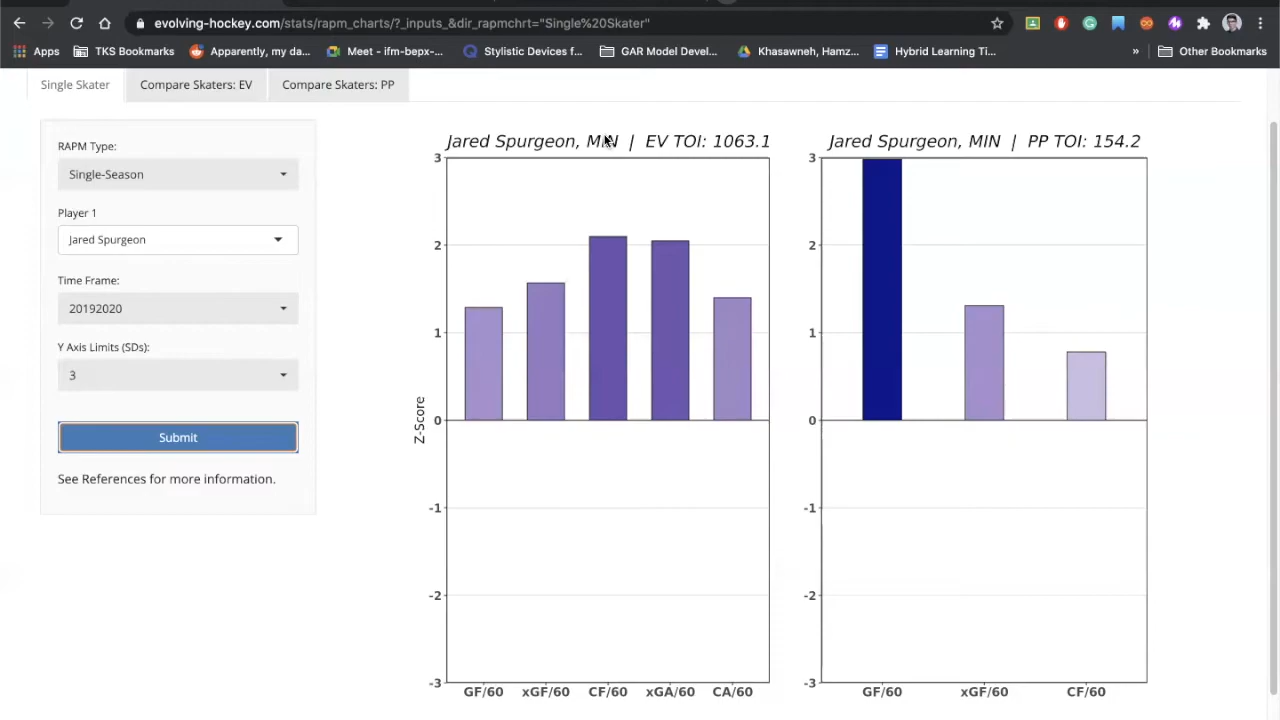 evolving-hockey.com/stats/rapm_charts/?_inputs_&dir_rapmchrt="Single%20Skater"
Apps
TKS Bookmarks
Apparently, my da...
Meet - ifm-bepx-...
Stylistic Devices f...
GAR Model Devel...
Khasawneh, Hamz...
Hybrid Learning Ti...
»
Other Bookmarks
Single Skater
Compare Skaters: EV
Compare Skaters: PP
RAPM Type:
Single-Season
Player 1
Jared Spurgeon
Time Frame:
20192020
Y Axis Limits (SDs):
3
Submit
See References for more information.
Jared Spurgeon, MIN | EV TOI: 1063.1
3
2
1
0
-1
-2
-3
Z-Score
GF/60
xGF/60
CF/60
xGA/60
CA/60
Jared Spurgeon, MIN | PP TOI: 154.2
3
2
1
0
-1
-2
-3
GF/60
xGF/60
CF/60